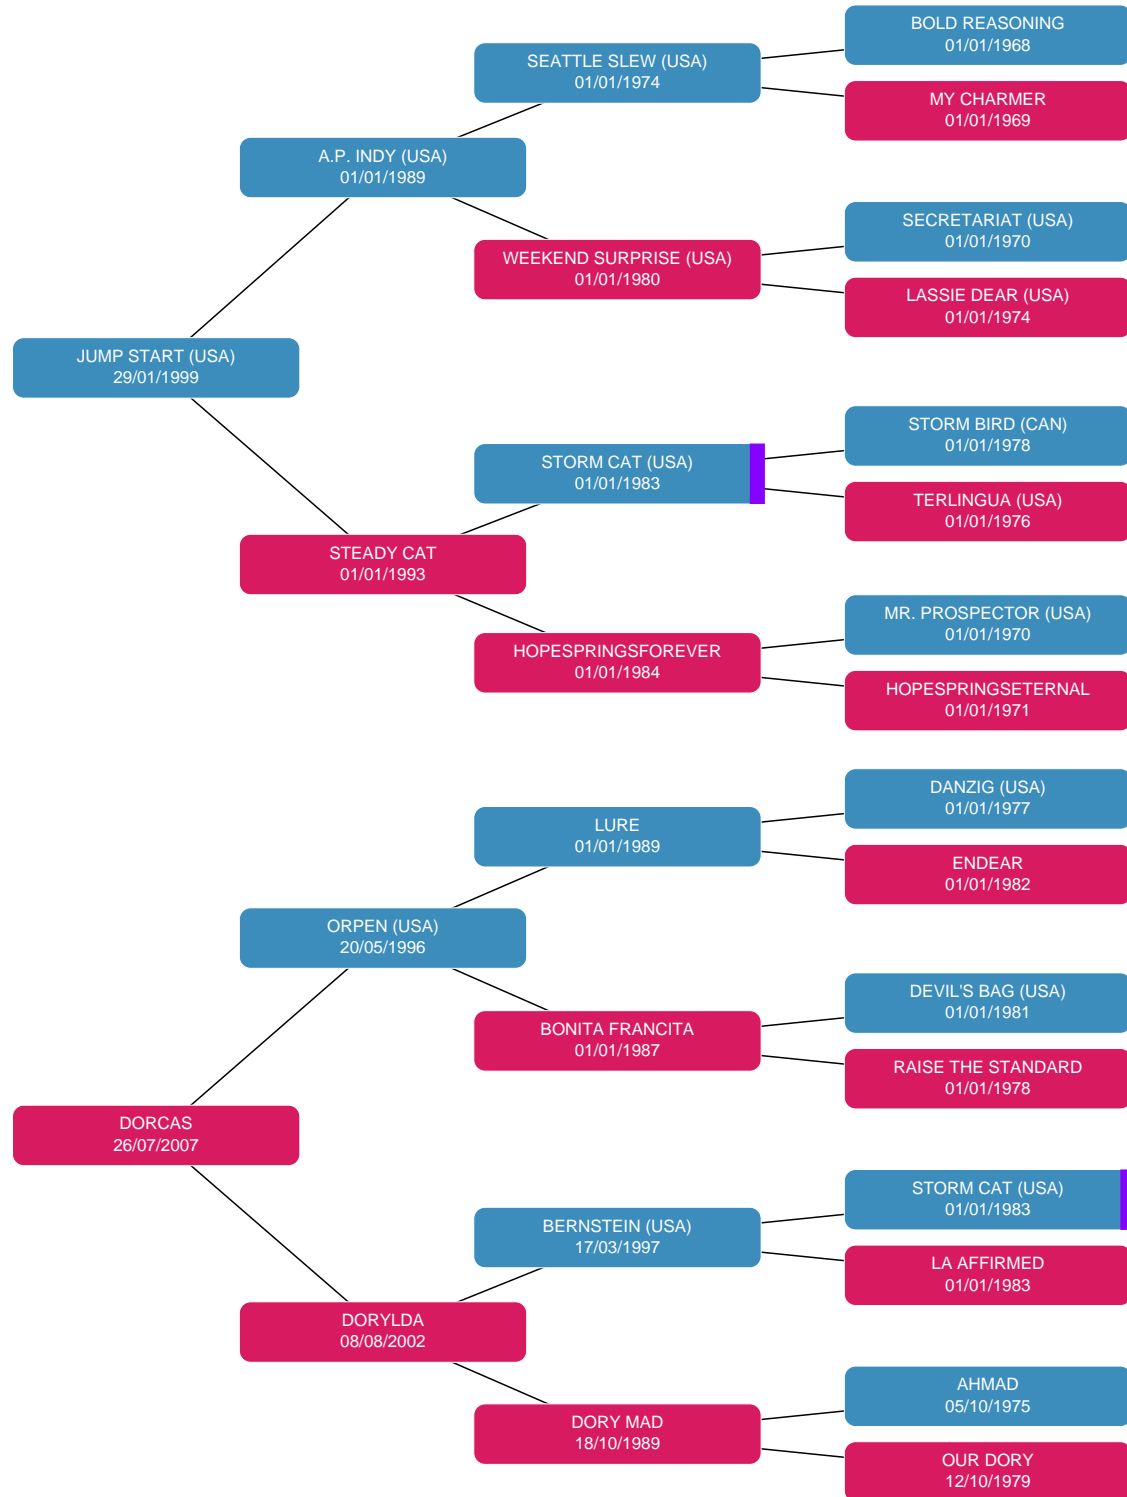 BOLD REASONING
01/01/1968
SEATTLE SLEW (USA)
01/01/1974
MY CHARMER
01/01/1969
A.P. INDY (USA)
01/01/1989
SECRETARIAT (USA)
01/01/1970
WEEKEND SURPRISE (USA)
01/01/1980
LASSIE DEAR (USA)
01/01/1974
JUMP START (USA)
29/01/1999
STORM BIRD (CAN)
01/01/1978
STORM CAT (USA)
01/01/1983
TERLINGUA (USA)
01/01/1976
STEADY CAT
01/01/1993
MR. PROSPECTOR (USA)
01/01/1970
HOPESPRINGSFOREVER
01/01/1984
HOPESPRINGSETERNAL
01/01/1971
DANZIG (USA)
01/01/1977
LURE
01/01/1989
ENDEAR
01/01/1982
ORPEN (USA)
20/05/1996
DEVIL'S BAG (USA)
01/01/1981
BONITA FRANCITA
01/01/1987
RAISE THE STANDARD
01/01/1978
DORCAS
26/07/2007
STORM CAT (USA)
01/01/1983
BERNSTEIN (USA)
17/03/1997
LA AFFIRMED
01/01/1983
DORYLDA
08/08/2002
AHMAD
05/10/1975
DORY MAD
18/10/1989
OUR DORY
12/10/1979